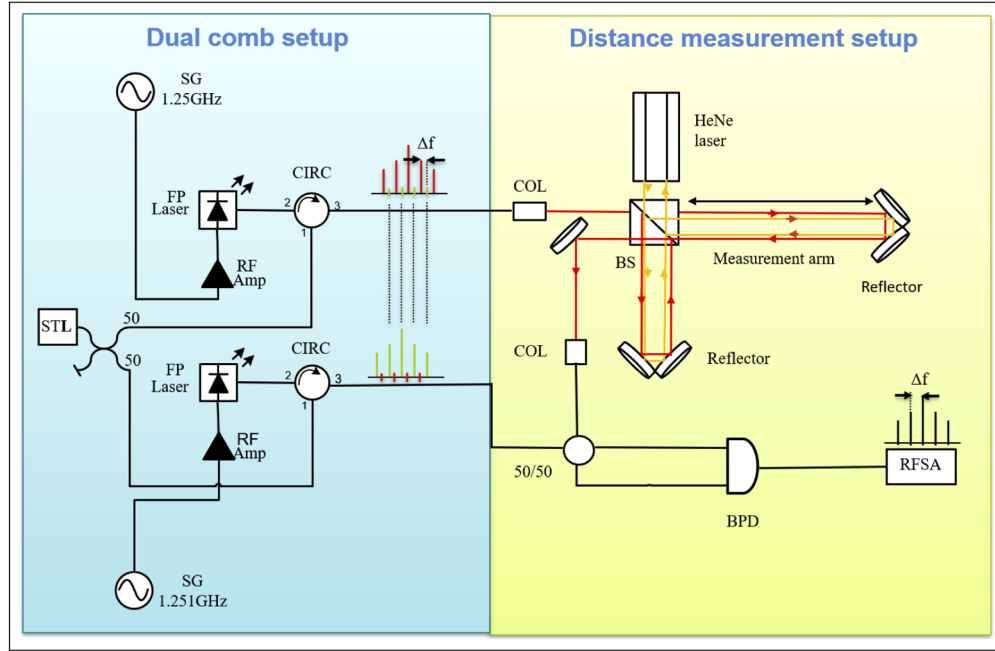 Dual comb setup
Distance measurement setup
SG
1.25GHz
HeNe
laser
Δf
CIRC
FP
Laser
2
3
1
COL
RF
Amp
BS
Measurement arm
Reflector
STL
50
50
CIRC
FP
Laser
2
3
1
COL
Reflector
Δf
RF
Amp
50/50
RFSA
BPD
SG
1.251GHz